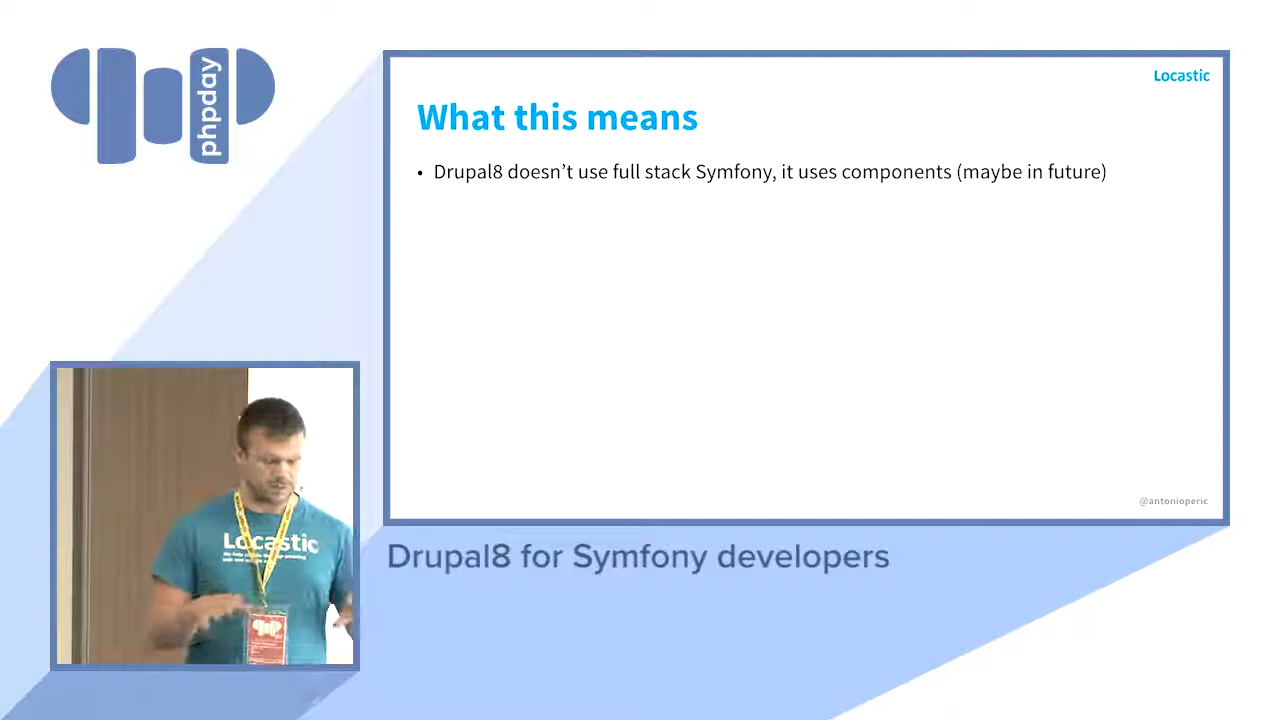 phpday
Locastic
What this means
• Drupal8 doesn’t use full stack Symfony, it uses components (maybe in future)
@antonioperic
Drupal8 for Symfony developers
Locastic